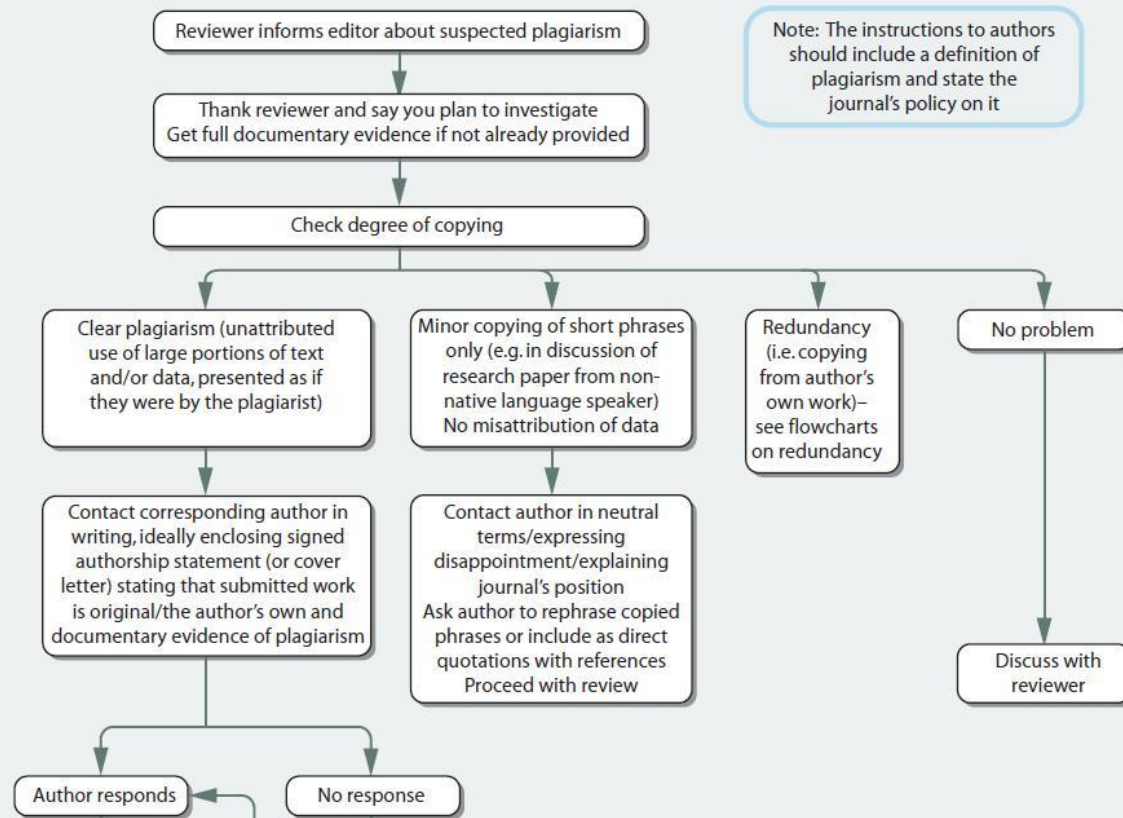 Reviewer informs editor about suspected plagiarism
Note: The instructions to authors
should include a definition of
plagiarism and state the
journal's policy on it
Thank reviewer and say you plan to investigate
Get full documentary evidence if not already provided
Check degree of copying
Clear plagiarism (unattributed
use of large portions of text
and/or data, presented as if
they were by the plagiarist)
Minor copying of short phrases
only (e.g. in discussion of
research paper from non-
native language speaker)
No misattribution of data
Redundancy
(i.e. copying
from author's
own work)–
see flowcharts
on redundancy
No problem
Contact corresponding author in
writing, ideally enclosing signed
authorship statement (or cover
letter) stating that submitted work
is original/the author's own and
documentary evidence of plagiarism
Contact author in neutral
terms/expressing
disappointment/explaining
journal's position
Ask author to rephrase copied
phrases or include as direct
quotations with references
Proceed with review
Discuss with
reviewer
Author responds
No response